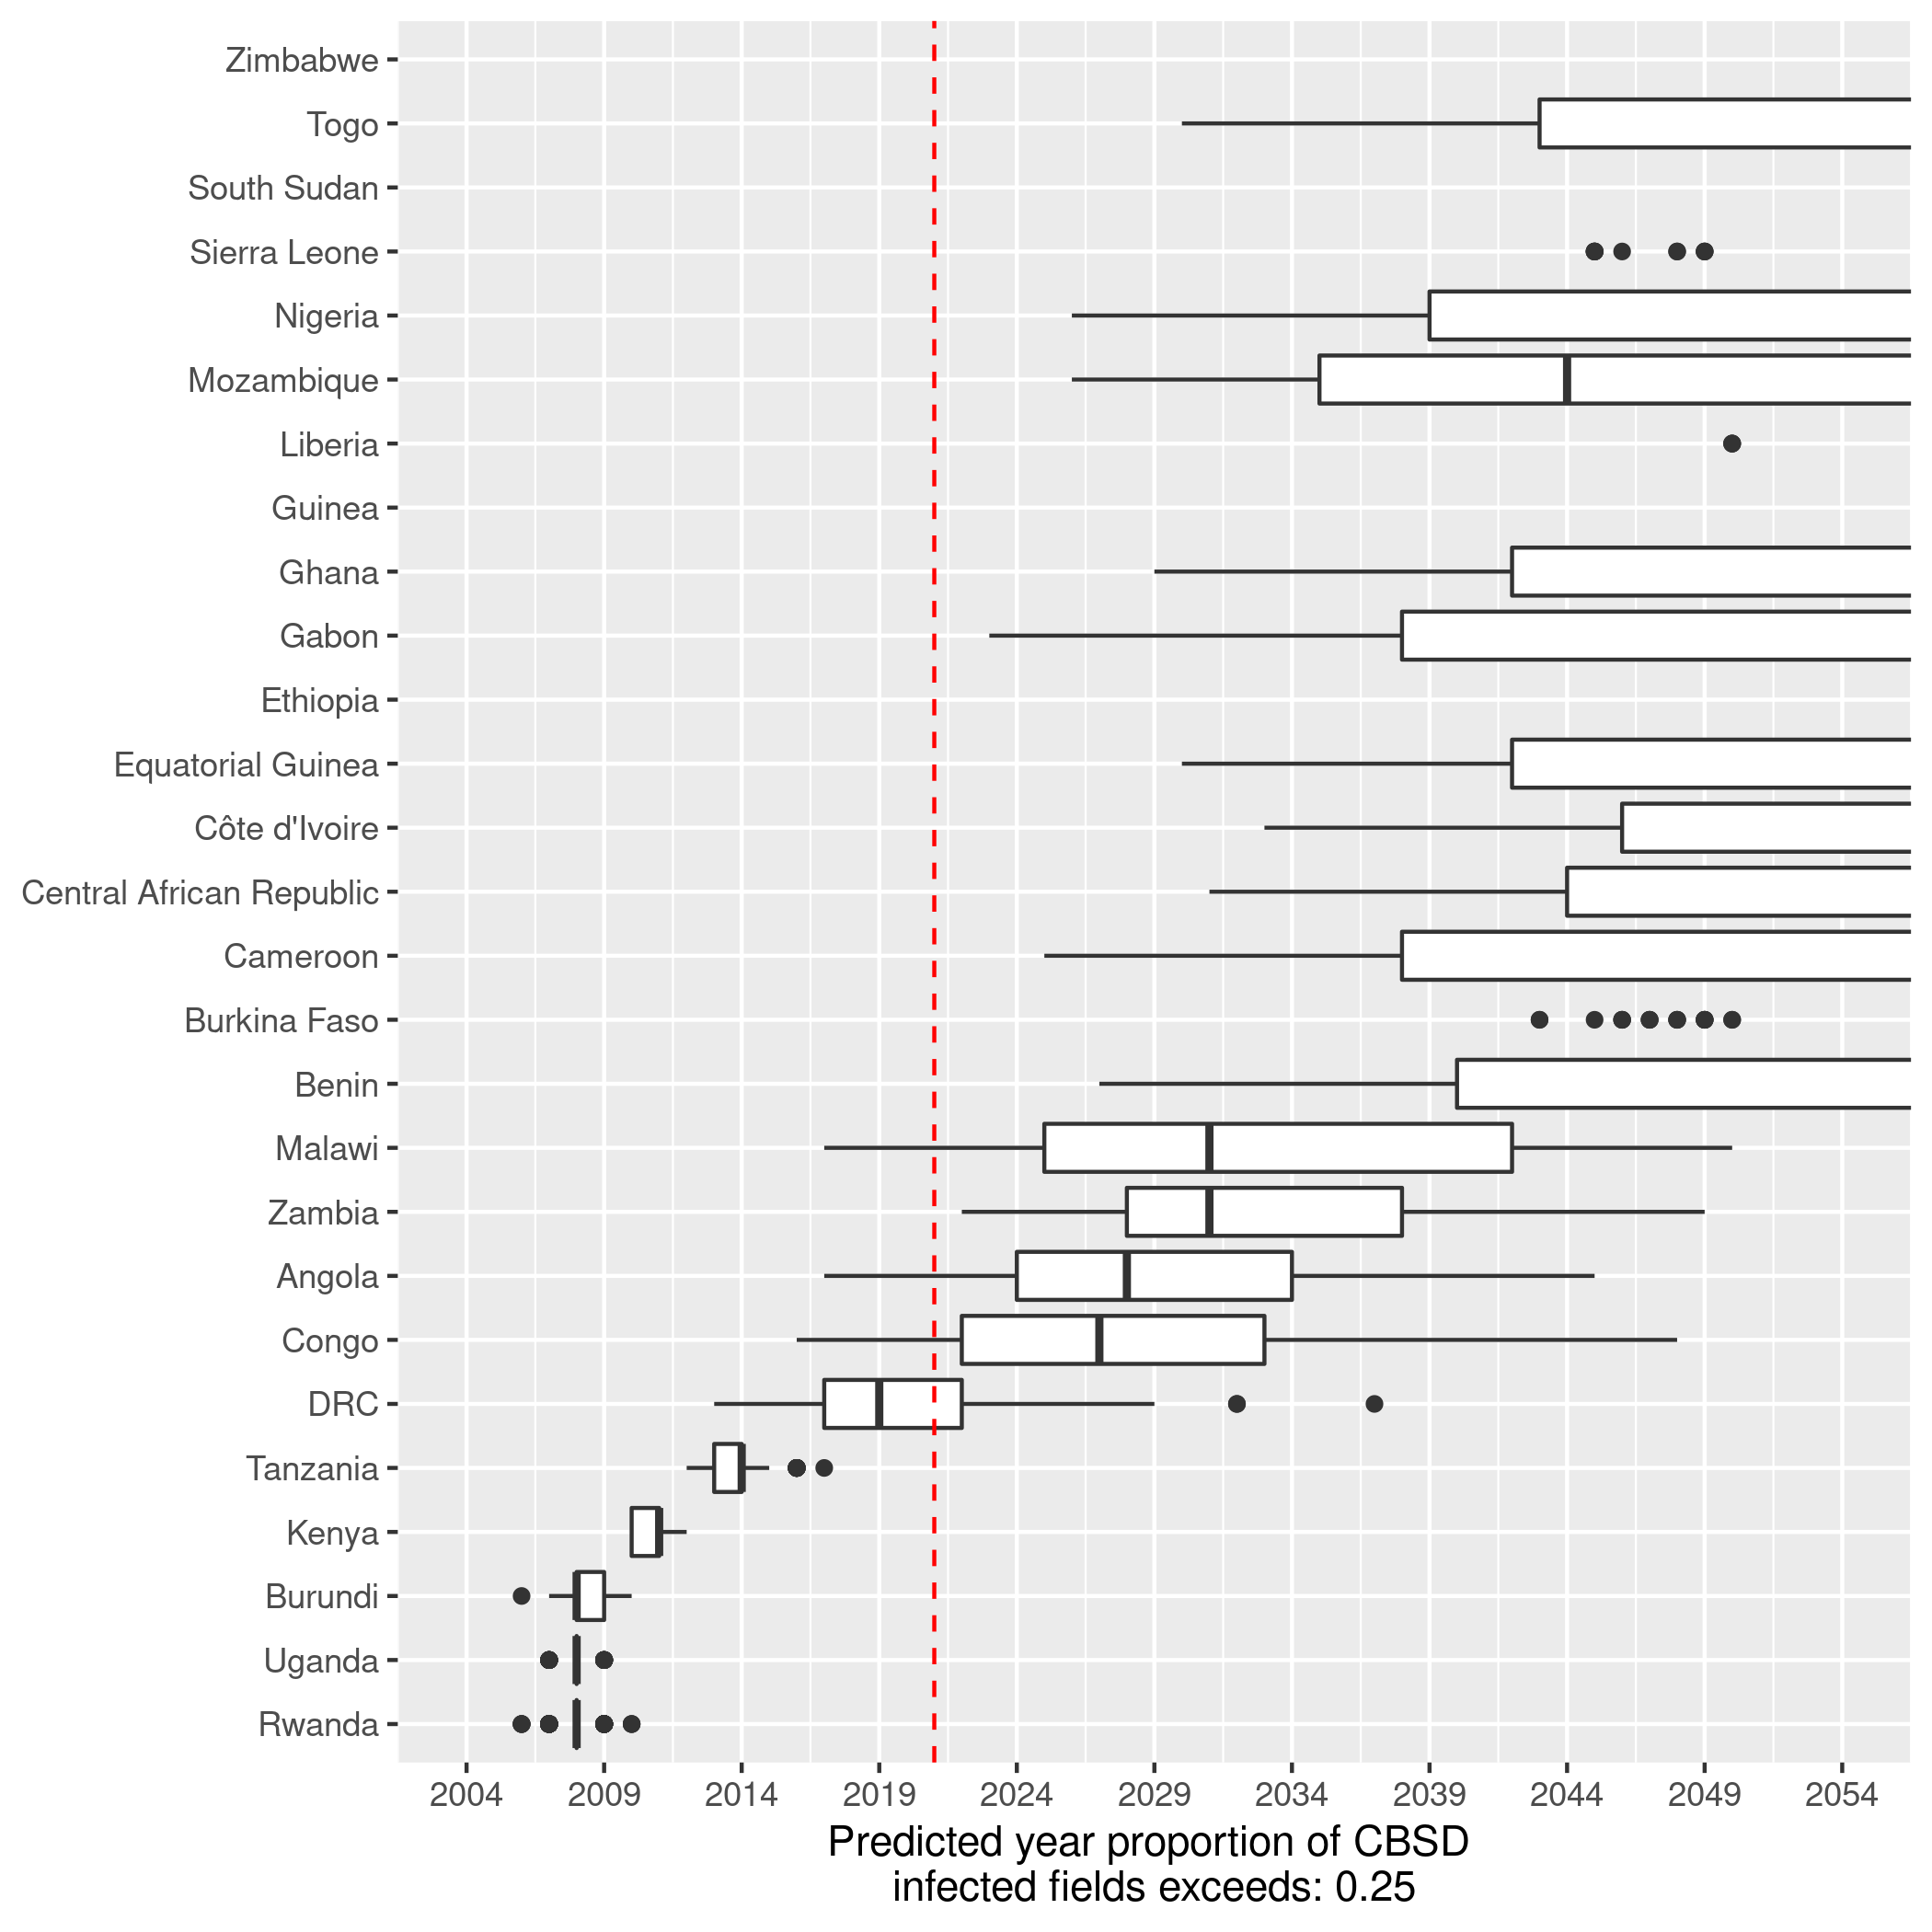 Zimbabwe
Togo
South Sudan
Sierra Leone
Nigeria
Mozambique
Liberia
Guinea
Ghana
Gabon
Ethiopia
Equatorial Guinea
Côte d'Ivoire
Central African Republic
Cameroon
Burkina Faso
Benin
Malawi
Zambia
Angola
Congo
DRC
Tanzania
Kenya
Burundi
Uganda
Rwanda
2004 2009 2014 2019 2024 2029 2034 2039 2044 2049 2054
Predicted year proportion of CBSD
infected fields exceeds: 0.25